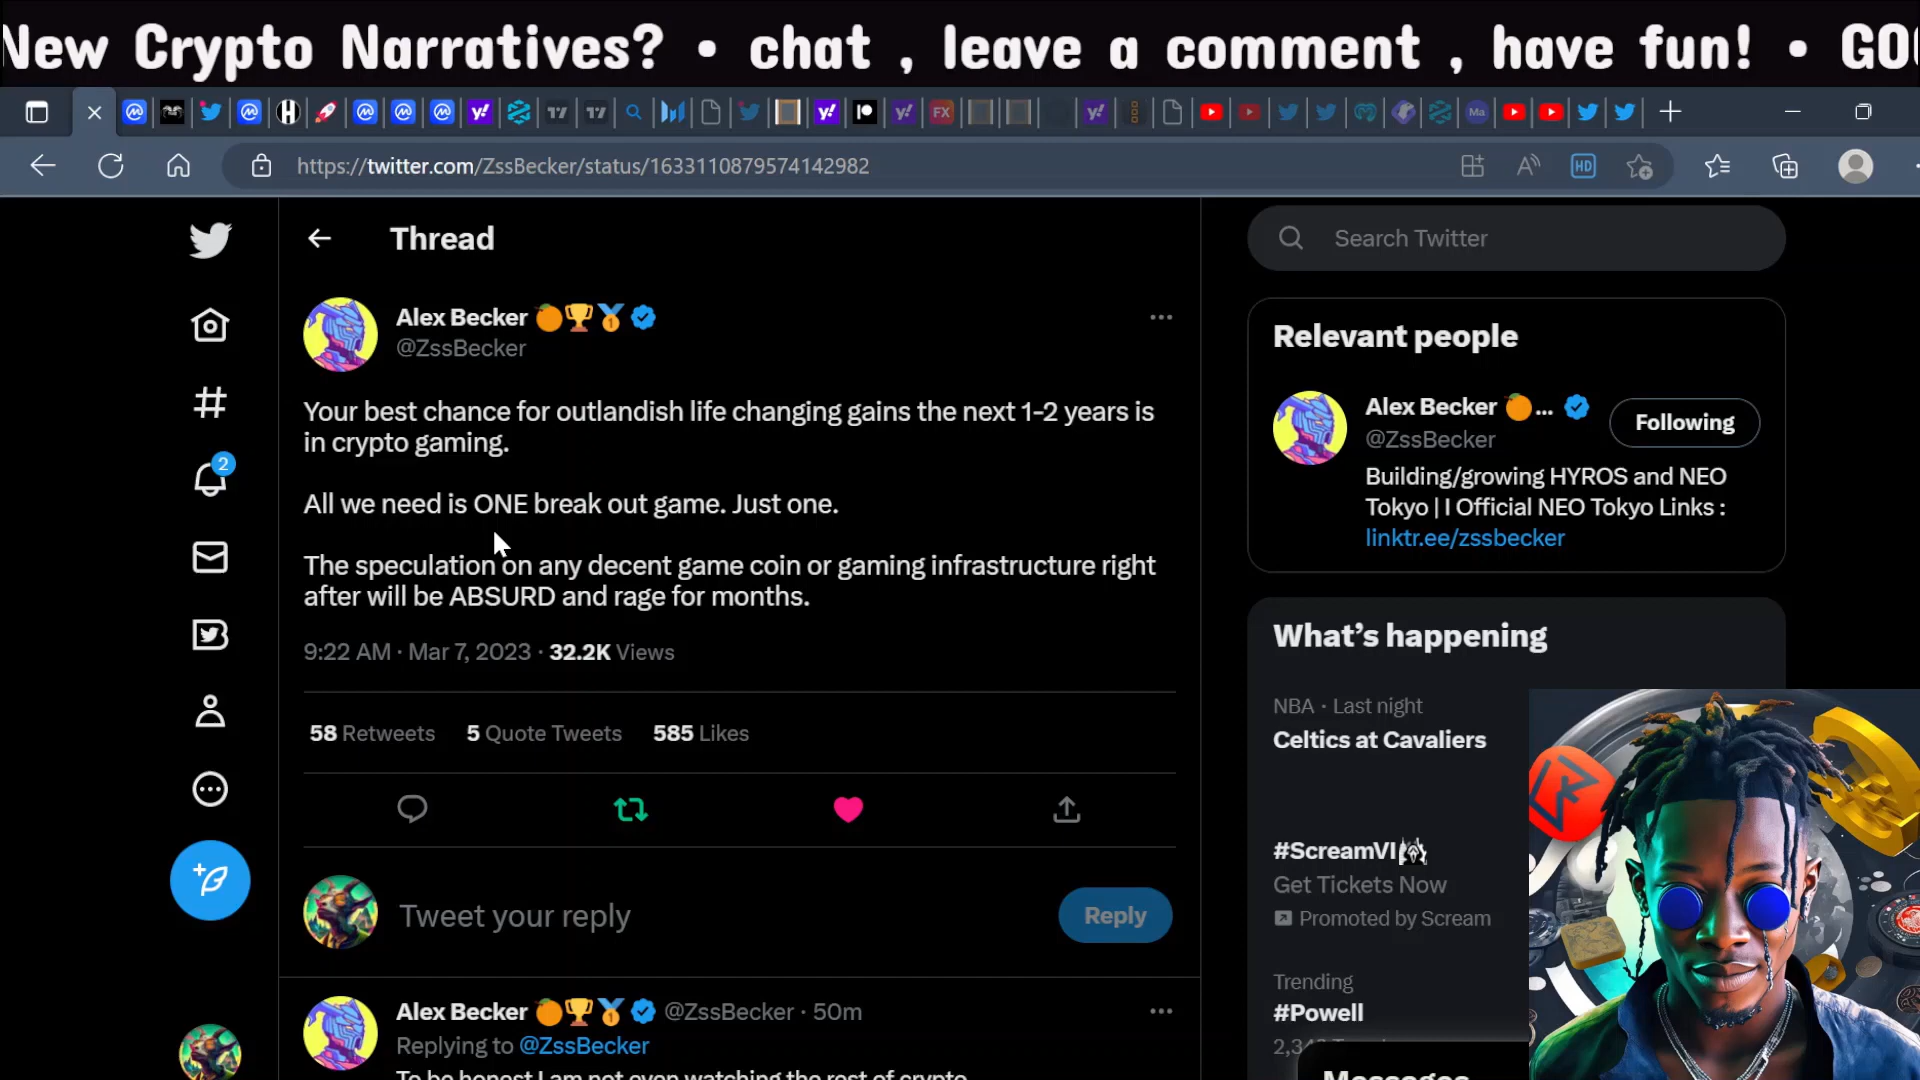 New Crypto Narratives? • chat , leave a comment , have fun! •
https://twitter.com/ZssBecker/status/1633110879574142982
HD
Thread
Search Twitter
Alex Becker
@ZssBecker
Your best chance for outlandish life changing gains the next 1-2 years is
in crypto gaming.
All we need is ONE break out game. Just one.
The speculation on any decent game coin or gaming infrastructure right
after will be ABSURD and rage for months.
9:22 AM · Mar 7, 2023 · 32.2K Views
58 Retweets 5 Quote Tweets 585 Likes
2
Tweet your reply
Reply
Alex Becker @ZssBecker · 50m
Replying to @ZssBecker
To be honest I am not even watching the rest of crypto
Relevant people
Alex Becker ...
@ZssBecker
Following
Building/growing HYROS and NEO
Tokyo | I Official NEO Tokyo Links :
linktr.ee/zssbecker
What's happening
NBA · Last night
Celtics at Cavaliers
#ScreamVI
Get Tickets Now
Promoted by Scream
Trending
#Powell
Messages